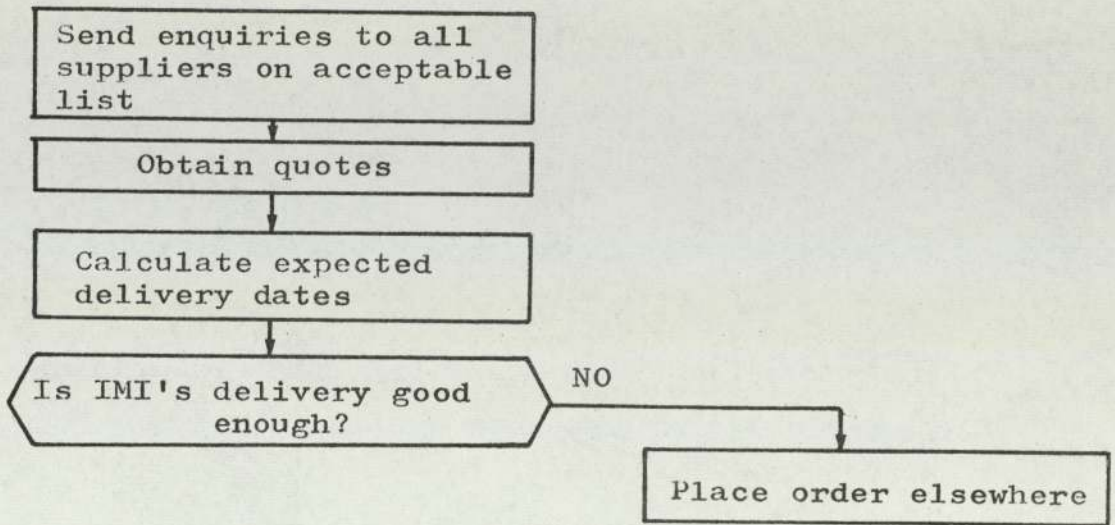 Send enquiries to all
suppliers on acceptable
list
Obtain quotes
Calculate expected
delivery dates
Is IMI's delivery good
enough?
NO
Place order elsewhere